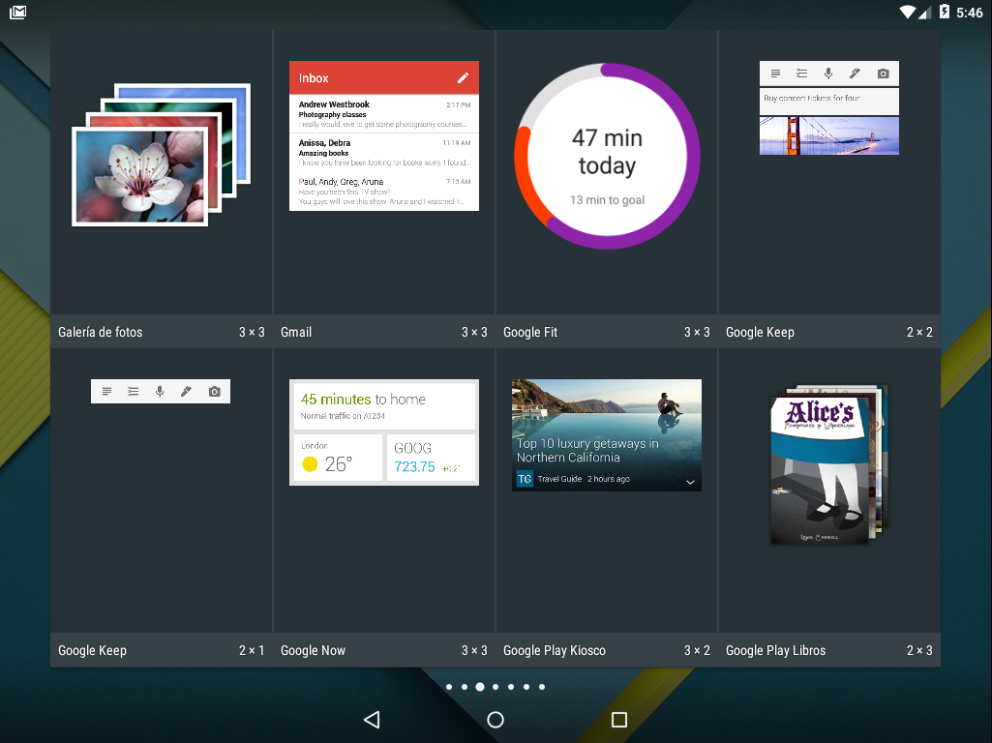 5:46
Inbox
Andrew Westbrook 2:17 PM
Photography classes
I really would love to get some photography courses...
Anissa, Debra 11:19 AM
Amazing books
I know you have been looking for books lately, I found...
Paul, Andy, Greg, Aruna 7:13 AM
Have you seen this TV show?
You guys will love this show. Aruna and I watched it...
47 min
today
13 min to goal
Buy concert tickets for four
Galería de fotos 3 × 3
Gmail 3 × 3
Google Fit 3 × 3
Google Keep 2 × 2
45 minutes to home
Normal traffic on A1234
London
26°
GOOG
723.75
Top 10 luxury getaways in
Northern California
TG Travel Guide 2 hours ago
Alice's
Adventures in Wonderland
Lewis Carroll
Google Keep 2 × 1
Google Now 3 × 3
Google Play Kiosco 3 × 2
Google Play Libros 2 × 3